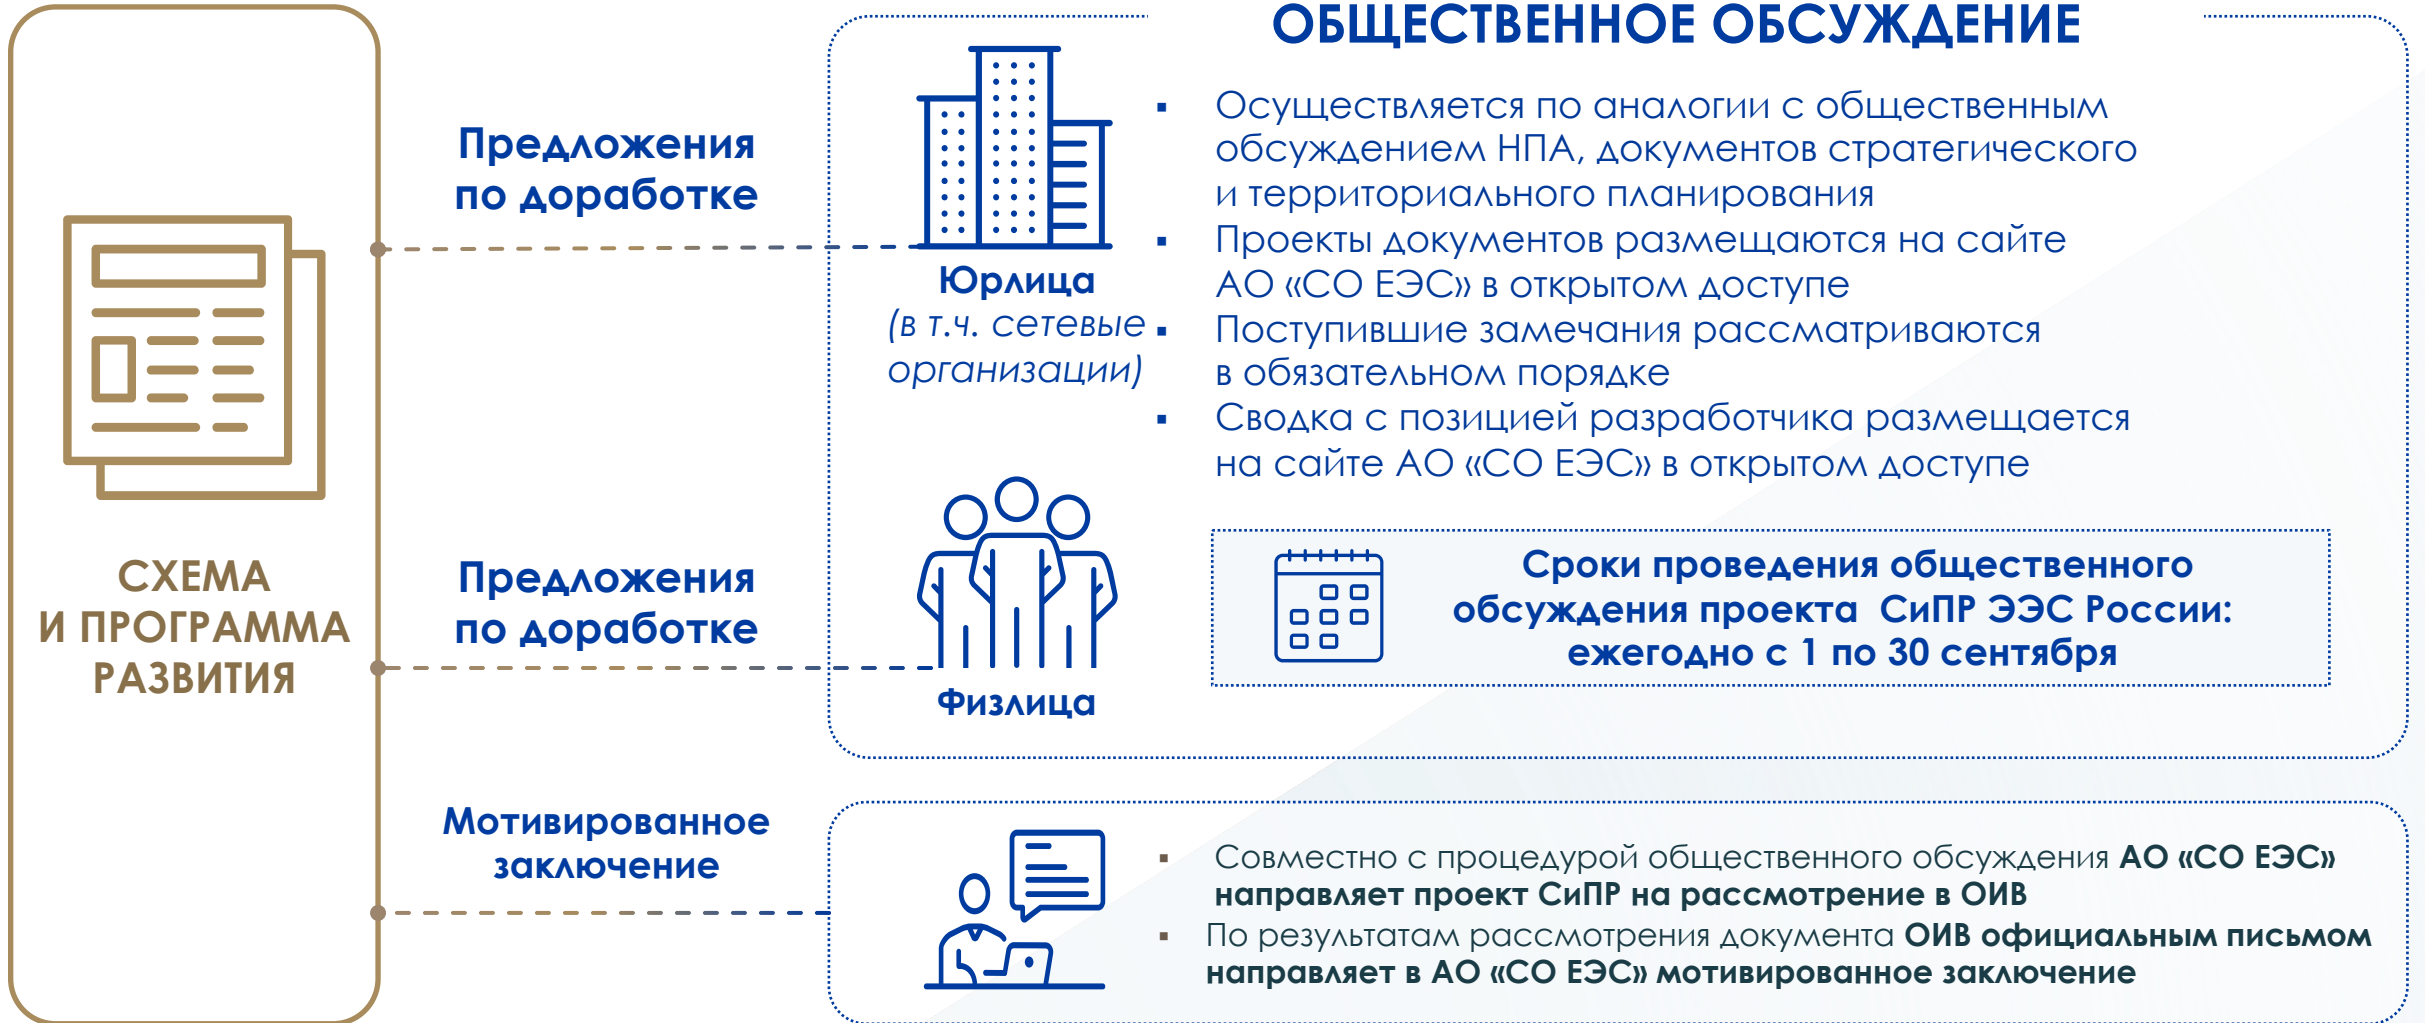 СХЕМА
И ПРОГРАММА
РАЗВИТИЯ
Предложения
по доработке
Предложения
по доработке
Мотивированное
заключение
ОБЩЕСТВЕННОЕ ОБСУЖДЕНИЕ
Юрлица
(в т.ч. сетевые
организации)
Физлица
▪ Осуществляется по аналогии с общественным
обсуждением НПА, документов стратегического
и территориального планирования
▪ Проекты документов размещаются на сайте
АО «СО ЕЭС» в открытом доступе
▪ Поступившие замечания рассматриваются
в обязательном порядке
▪ Сводка с позицией разработчика размещается
на сайте АО «СО ЕЭС» в открытом доступе
Сроки проведения общественного
обсуждения проекта СиПР ЭЭС России:
ежегодно с 1 по 30 сентября
▪ Совместно с процедурой общественного обсуждения АО «СО ЕЭС»
направляет проект СиПР на рассмотрение в ОИВ
▪ По результатам рассмотрения документа ОИВ официальным письмом
направляет в АО «СО ЕЭС» мотивированное заключение